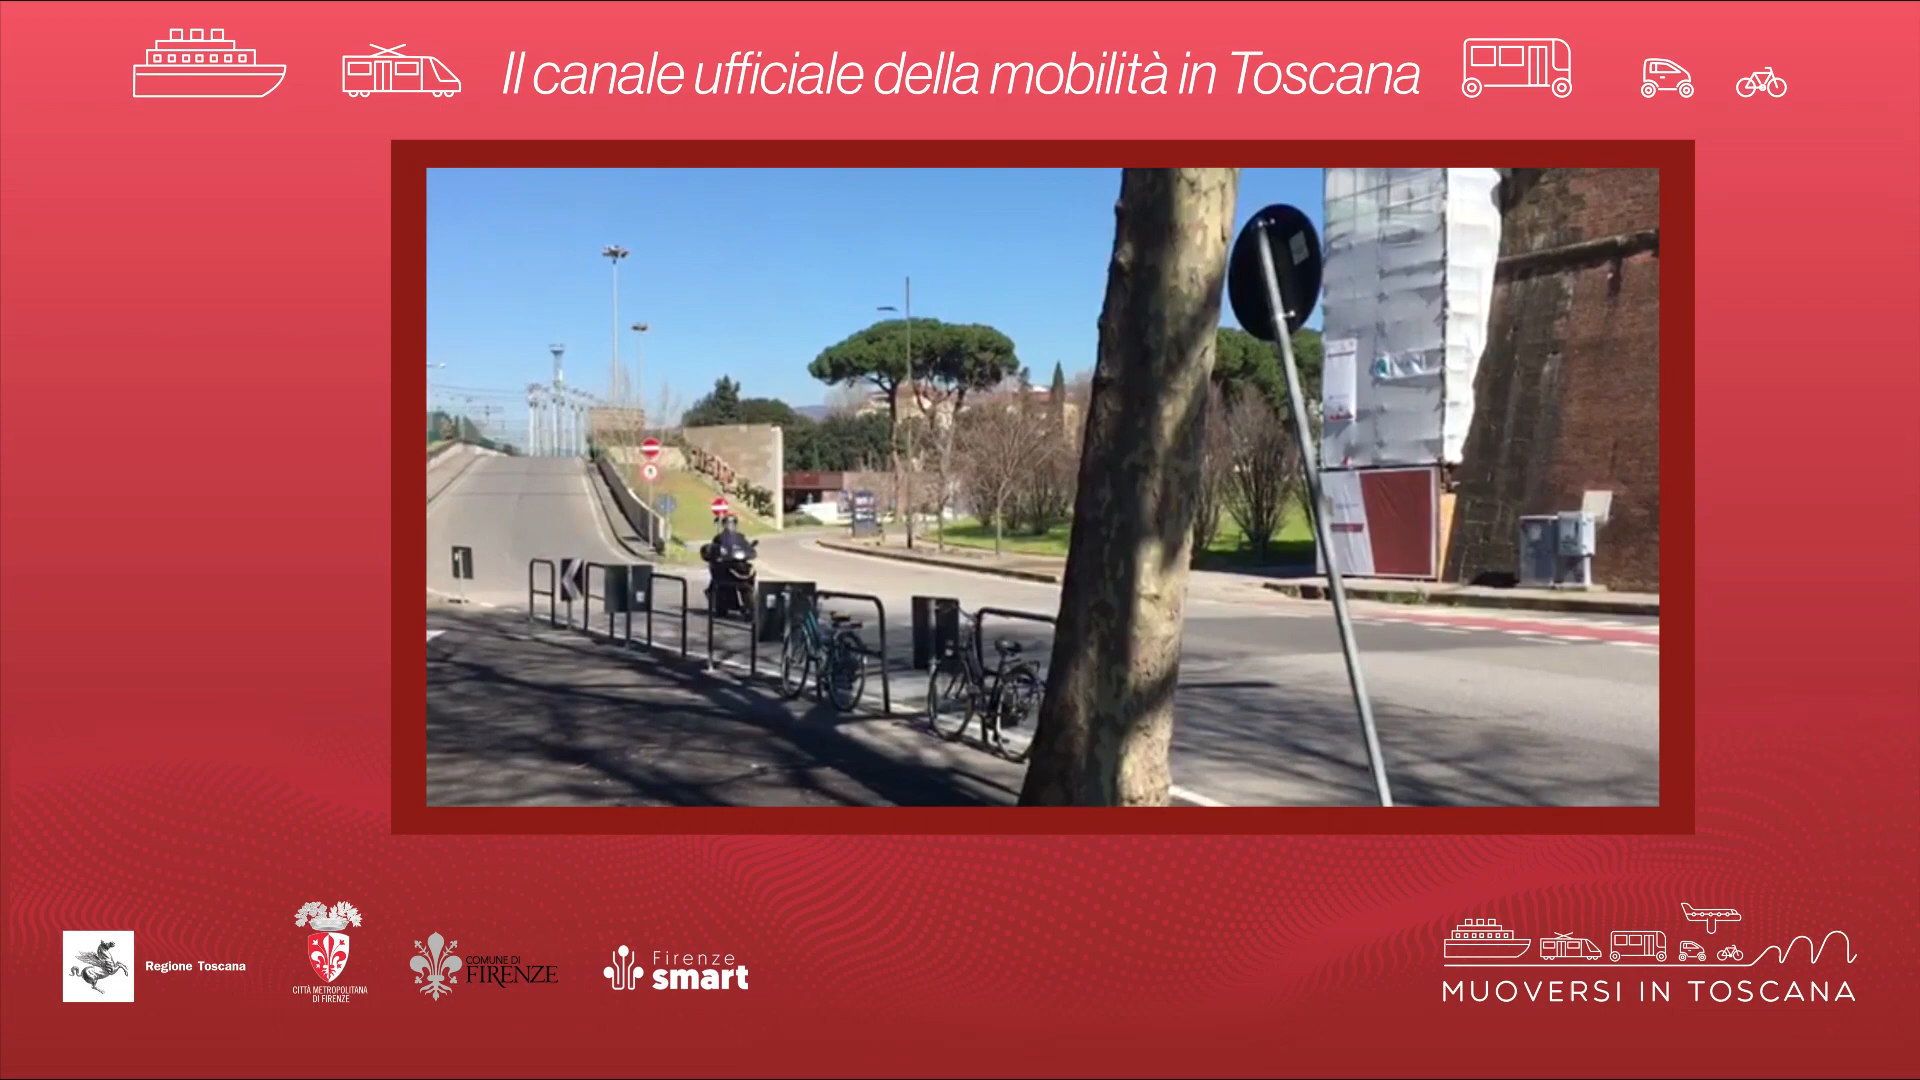 Il canale ufficiale della mobilità in Toscana
Regione Toscana
CITTÀ METROPOLITANA
DI FIRENZE
COMUNE DI
FIRENZE
Firenze
smart
MUOVERSI IN TOSCANA